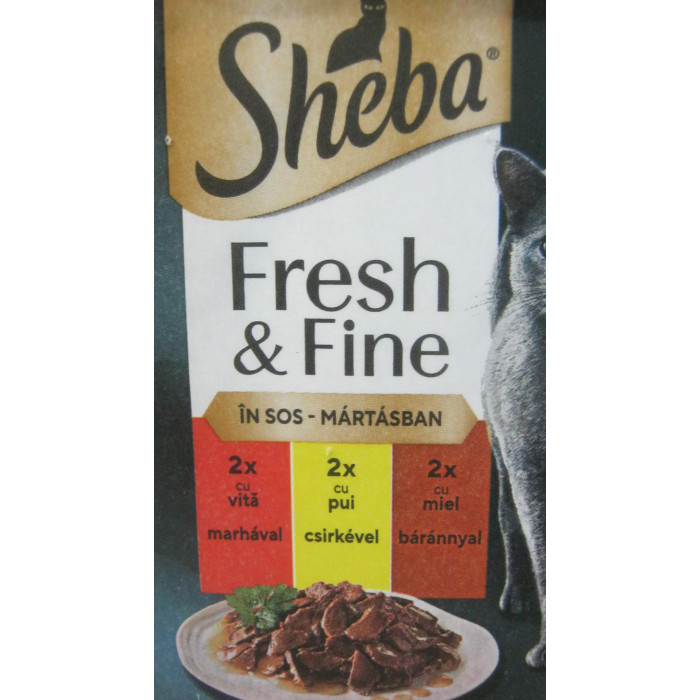 Sheba®
Fresh
& Fine
ÎN SOS - MÁRTÁSBAN
2x
cu
vită
marhával
2x
cu
pui
csirkével
2x
cu
miel
báránnyal